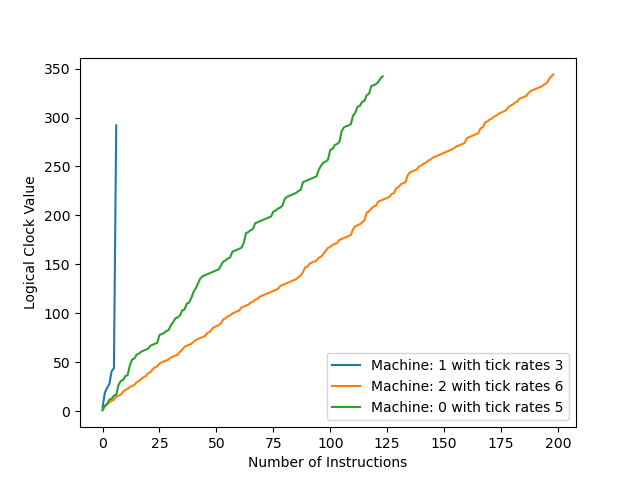 350
300
250
200
150
100
50
0
Logical Clock Value
Machine: 1 with tick rates 3
Machine: 2 with tick rates 6
Machine: 0 with tick rates 5
0 25 50 75 100 125 150 175 200
Number of Instructions